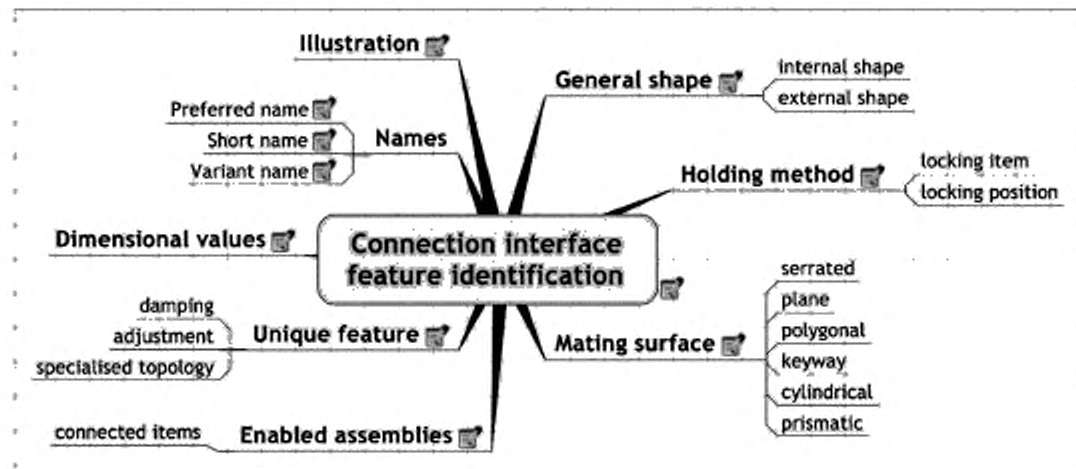 Illustration
Preferred name
Short name
Variant name
Names
Dimensional values
damping
adjustment
specialised topology
Unique feature
connected items
Enabled assemblies
Connection interface
feature identification
General shape
internal shape
external shape
Holding method
locking item
locking position
Mating surface
serrated
plane
polygonal
keyway
cylindrical
prismatic